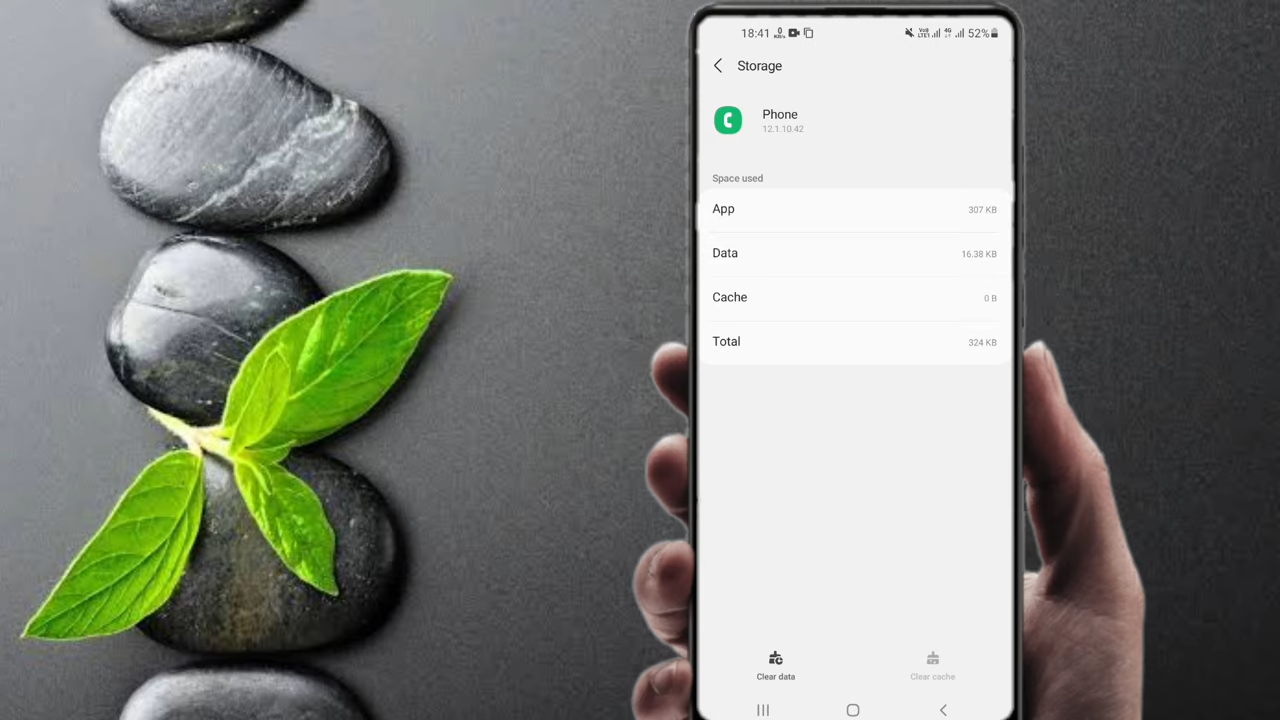 18:41 52%
Storage
Phone
12.1.10.42
Space used
App 307 KB
Data 16.38 KB
Cache 0 B
Total 324 KB
Clear data Clear cache